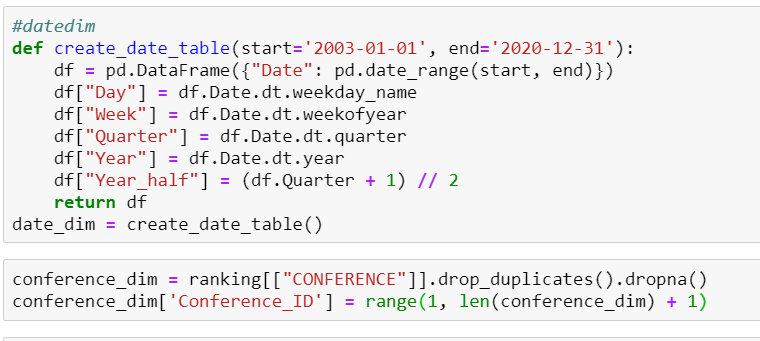 #datedim
def create_date_table(start='2003-01-01', end='2020-12-31'):
    df = pd.DataFrame({"Date": pd.date_range(start, end)})
    df["Day"] = df.Date.dt.weekday_name
    df["Week"] = df.Date.dt.weekofyear
    df["Quarter"] = df.Date.dt.quarter
    df["Year"] = df.Date.dt.year
    df["Year_half"] = (df.Quarter + 1) // 2
    return df
date_dim = create_date_table()
conference_dim = ranking[["CONFERENCE"]].drop_duplicates().dropna()
conference_dim['Conference_ID'] = range(1, len(conference_dim) + 1)